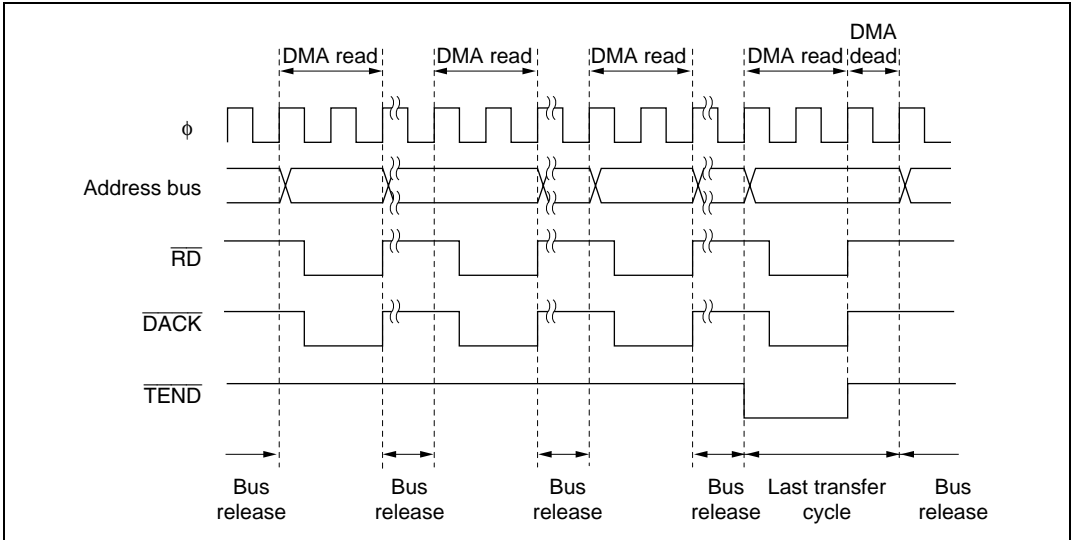 DMA
DMA read DMA read DMA read DMA read dead
ϕ
Address bus
RD
DACK
TEND
Bus release
Bus release
Bus release
Bus release
Last transfer cycle
Bus release